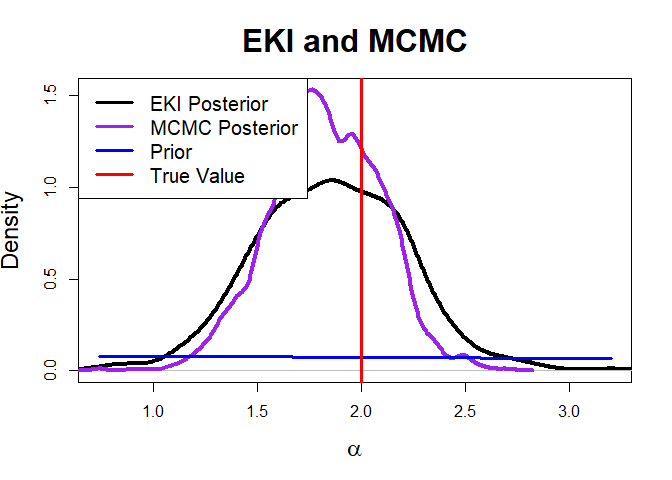 EKI and MCMC
EKI Posterior
MCMC Posterior
Prior
True Value
Density
1.5
1.0
0.5
0.0
1.0 1.5 2.0 2.5 3.0
α